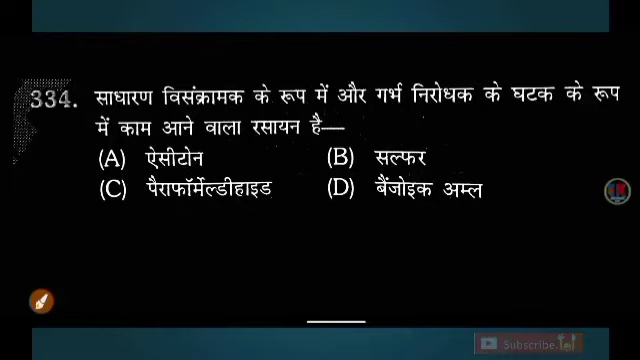 334. साधारण विसंक्रामक के रूप में और गर्भ निरोधक के घटक के रूप
में काम आने वाला रसायन है—
(A) ऐसीटोन (B) सल्फर
(C) पैराफॉर्मेल्डीहाइड (D) बैंजोइक अम्ल
Subscribe